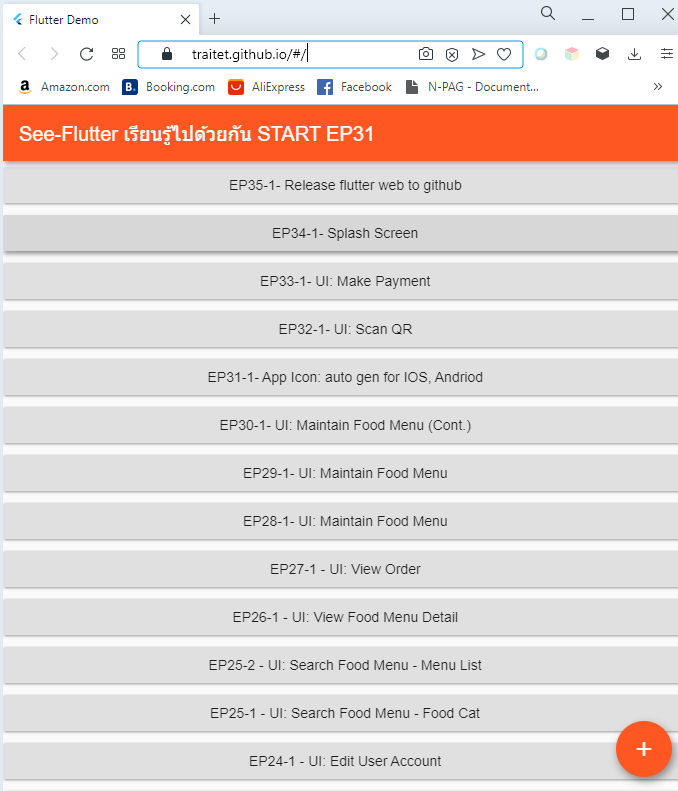 Flutter Demo
traitet.github.io/#/
Amazon.com
Booking.com
AliExpress
Facebook
N-PAG - Document...
See-Flutter เรียนรู้ไปด้วยกัน START EP31
EP35-1- Release flutter web to github
EP34-1- Splash Screen
EP33-1- UI: Make Payment
EP32-1- UI: Scan QR
EP31-1- App Icon: auto gen for IOS, Andriod
EP30-1- UI: Maintain Food Menu (Cont.)
EP29-1- UI: Maintain Food Menu
EP28-1- UI: Maintain Food Menu
EP27-1 - UI: View Order
EP26-1 - UI: View Food Menu Detail
EP25-2 - UI: Search Food Menu - Menu List
EP25-1 - UI: Search Food Menu - Food Cat
EP24-1 - UI: Edit User Account